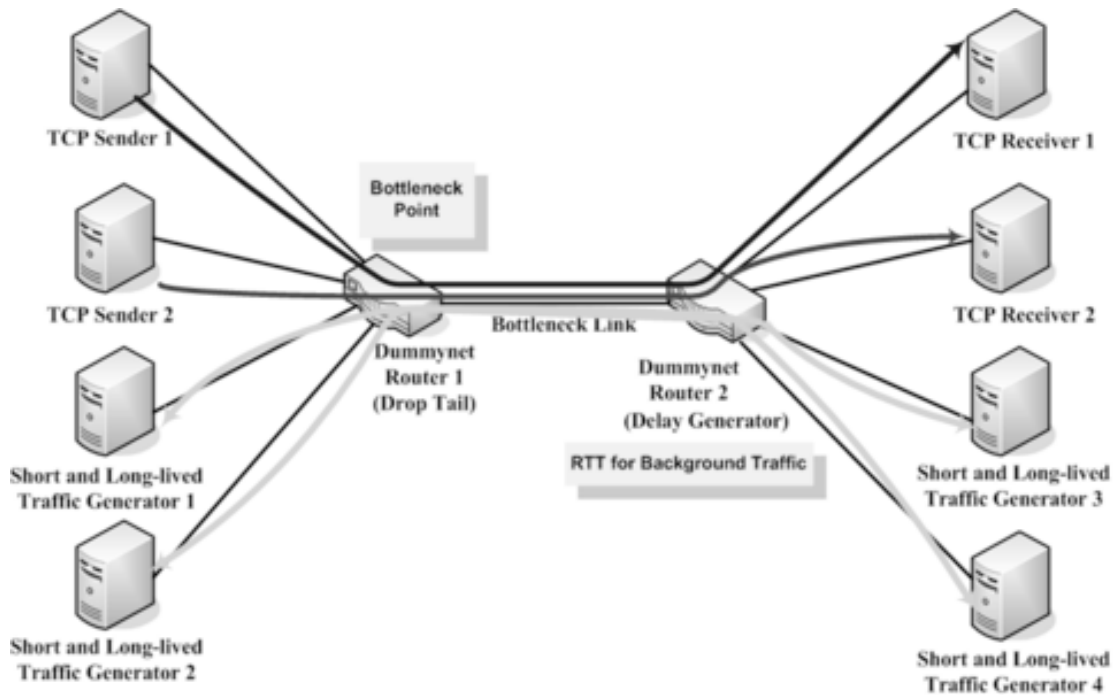 TCP Sender 1
TCP Receiver 1
Bottleneck
Point
TCP Sender 2
TCP Receiver 2
Bottleneck Link
Dummynet
Router 1
(Drop Tail)
Dummynet
Router 2
(Delay Generator)
RTT for Background Traffic
Short and Long-lived
Traffic Generator 1
Short and Long-lived
Traffic Generator 3
Short and Long-lived
Traffic Generator 2
Short and Long-lived
Traffic Generator 4